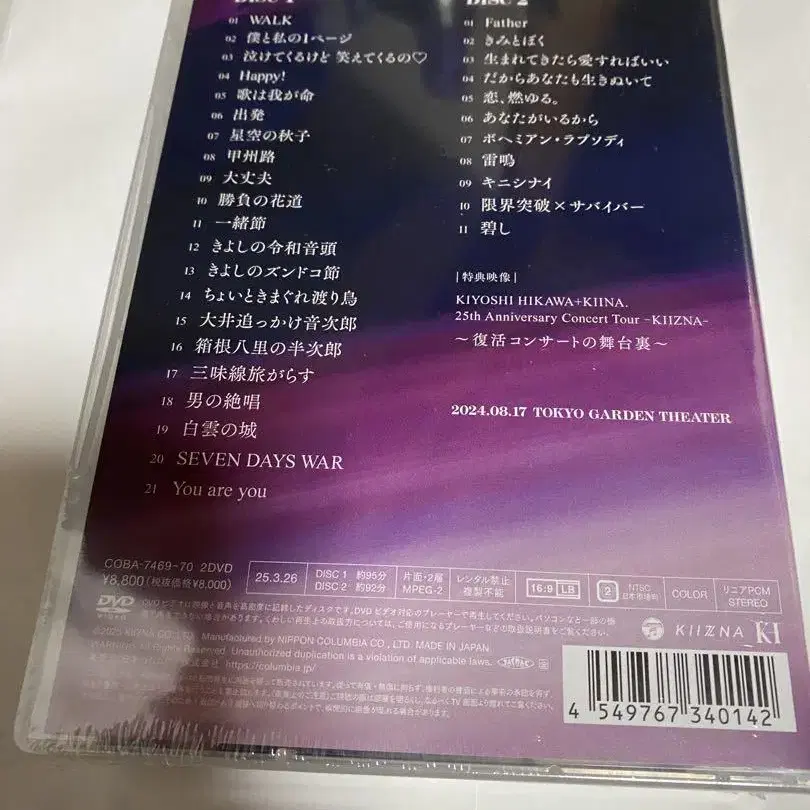 DISC 1
01 WALK
02 僕と私の1ページ
03 泣けてくるけど 笑えてくるの♡
04 Happy!
05 歌は我が命
06 出発
07 星空の秋子
08 甲州路
09 大丈夫
10 勝負の花道
11 一緒節
12 きよしの令和音頭
13 きよしのズンドコ節
14 ちょいときまぐれ渡り鳥
15 大井追っかけ音次郎
16 箱根八里の半次郎
17 三味線旅がらす
18 男の絶唱
19 白雲の城
20 SEVEN DAYS WAR
21 You are you
DISC 2
01 Father
02 きみとぼく
03 生まれてきたら愛すればいい
04 だからあなたも生きぬいて
05 恋、燃ゆる。
06 あなたがいるから
07 ボヘミアン・ラプソディ
08 雷鳴
09 キニシナイ
10 限界突破×サバイバー
11 碧し
|特典映像|
KIYOSHI HIKAWA+KIINA.
25th Anniversary Concert Tour -KIIZNA-
~復活コンサートの舞台裏~
2024.08.17 TOKYO GARDEN THEATER
COBA-7469-70 2DVD
¥8,800(税抜価格¥8,000)
25.3.26
DISC 1 約95分
DISC 2 約92分
片面・2層
MPEG-2
レンタル禁止
複製不能
16:9 LB
2
NTSC
日本市場向
COLOR
リニアPCM
STEREO
DVD
VIDEO
Manufactured by NIPPON COLUMBIA CO., LTD. MADE IN JAPAN
All Rights Reserved. Unauthorized duplication is a violation of applicable laws.
https://columbia.jp/
KIIZNA KI
4 549767 340142